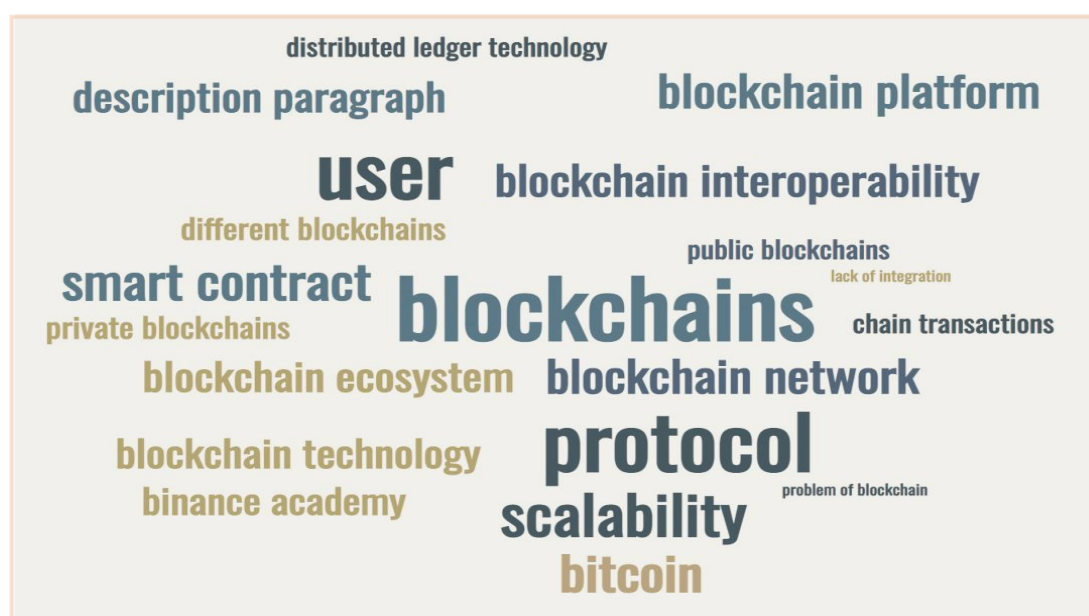 distributed ledger technology
description paragraph
blockchain platform
user
blockchain interoperability
different blockchains
public blockchains
smart contract
lack of integration
blockchains
private blockchains
chain transactions
blockchain ecosystem
blockchain network
protocol
blockchain technology
problem of blockchain
binance academy
scalability
bitcoin